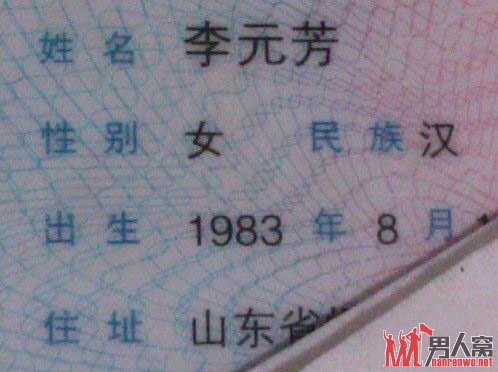 姓名 李元芳
性别 女 民族 汉
出生 1983 年 8 月
住址 山东省
男人窝
nanrenwo.net